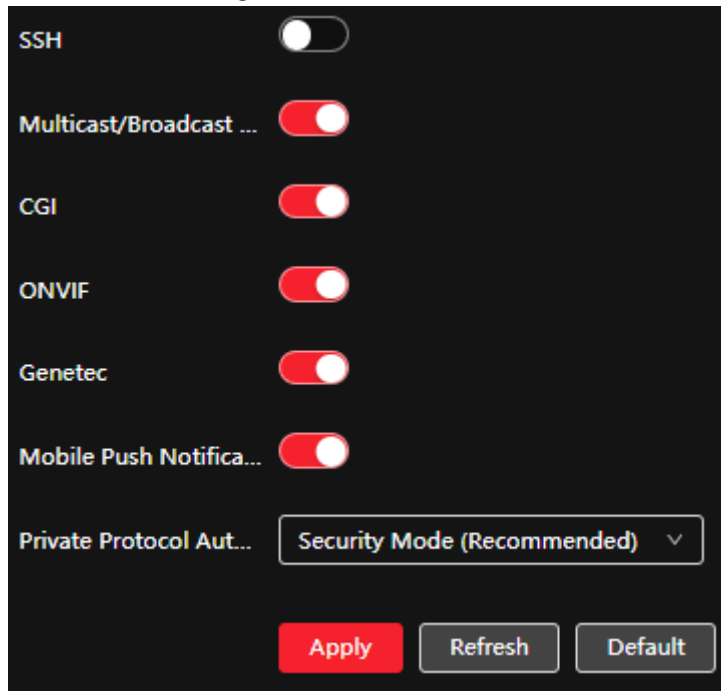 SSH
Multicast/Broadcast ...
CGI
ONVIF
Genetec
Mobile Push Notifica...
Private Protocol Aut... Security Mode (Recommended)
Apply Refresh Default